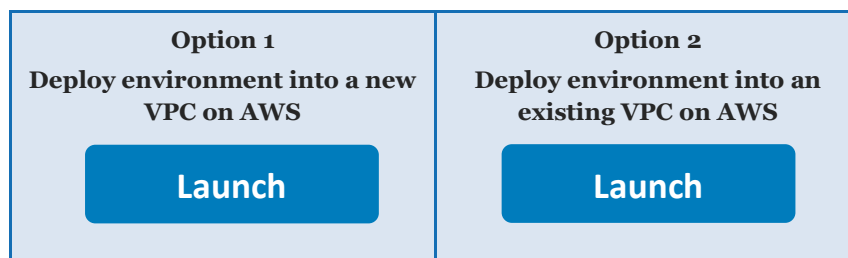 Option 1
Deploy environment into a new
VPC on AWS
Launch
Option 2
Deploy environment into an
existing VPC on AWS
Launch